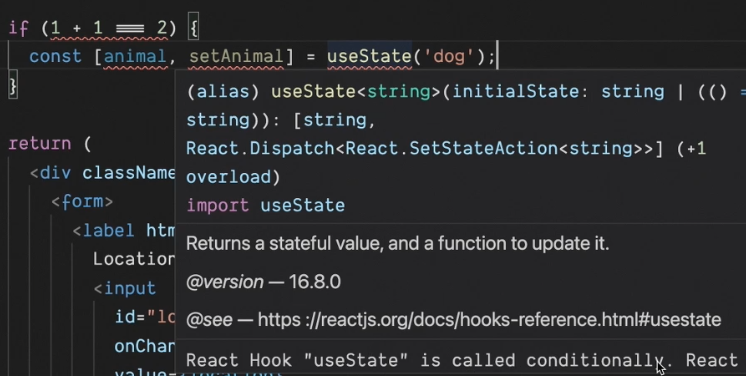 if (1 + 1 === 2) {
const [animal, setAnimal] = useState('dog');
}
(alias) useState<string>(initialState: string | (() =
string)): [string,
React.Dispatch<React.SetStateAction<string>>] (+1
overload)
import useState
Returns a stateful value, and a function to update it.
@version — 16.8.0
@see — https ://reactjs.org/docs/hooks-reference.html#usestate
React Hook "useState" is called conditionally. React
return (
<div className
<form>
<label htm
Location
<input
id="lo
onChan